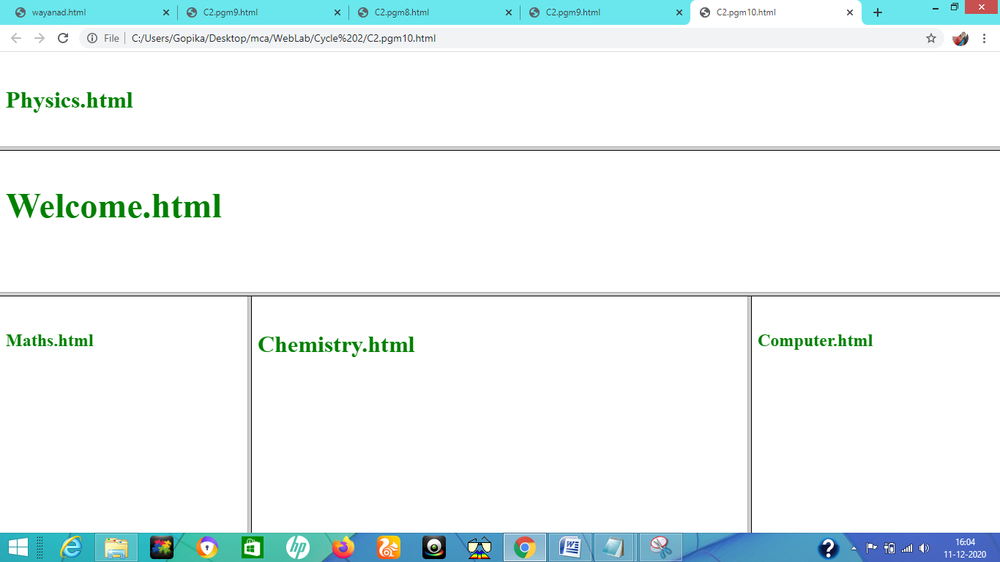 wayanad.html
C2.pgm9.html
C2.pgm8.html
C2.pgm9.html
C2.pgm10.html
File
C:/Users/Gopika/Desktop/mca/WebLab/Cycle%202/C2.pgm10.html
Physics.html
Welcome.html
Maths.html
Chemistry.html
Computer.html
hp
W
?
16:04
11-12-2020